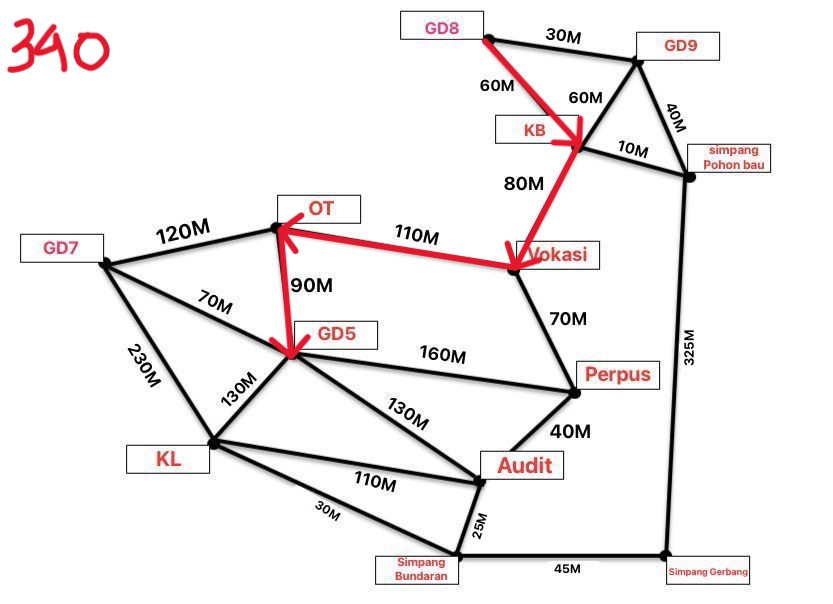 340
GD8
30M
GD9
60M
60M
40M
KB
10M
simpang
Pohon bau
80M
OT
120M
110M
GD7
Vokasi
90M
70M
GD5
70M
325M
160M
230M
130M
Perpus
130M
40M
KL
Audit
110M
30M
25M
Simpang
Bundaran
45M
Simpang Gerbang